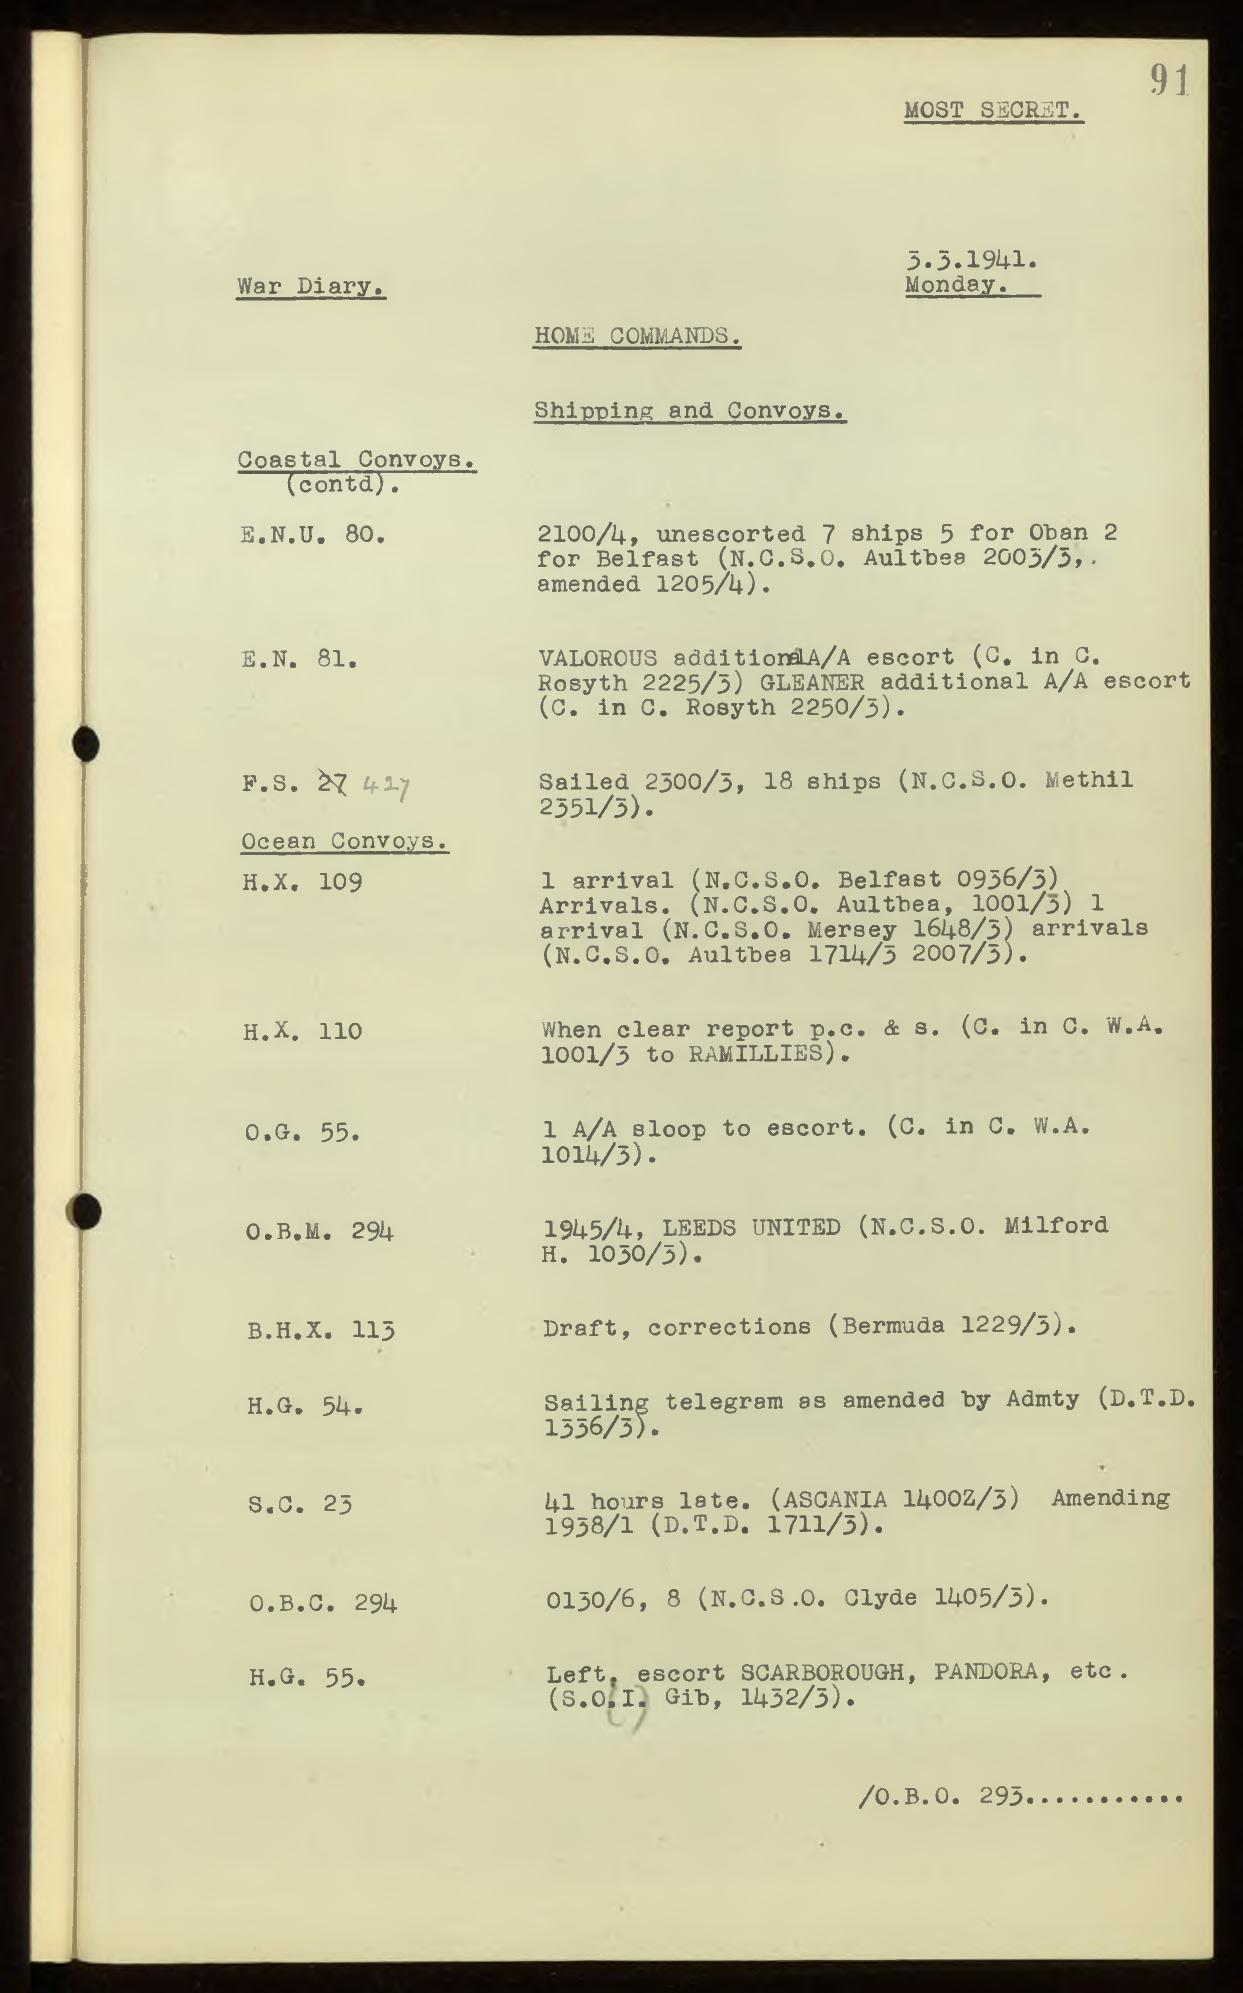 91
MOST SECRET.
3.3.1941.
War Diary.
Monday.
HOME COMMANDS.
Shipping and Convoys.
Coastal Convoys.
(contd).
E.N.U. 80. 2100/4, unescorted 7 ships 5 for Oban 2
for Belfast (N.C.S.O. Aultbea 2003/3,
amended 1205/4).
E.N. 81. VALOROUS additional A/A escort (C. in C.
Rosyth 2225/3) GLEANER additional A/A escort
(C. in C. Rosyth 2250/3).
F.S. 27 427 Sailed 2300/3, 18 ships (N.C.S.O. Methil
2351/3).
Ocean Convoys.
H.X. 109 1 arrival (N.C.S.O. Belfast 0936/3)
Arrivals. (N.C.S.O. Aultbea, 1001/3) 1
arrival (N.C.S.O. Mersey 1648/3) arrivals
(N.C.S.O. Aultbea 1714/3 2007/3).
H.X. 110 When clear report p.c. & s. (C. in C. W.A.
1001/3 to RAMILLIES).
O.G. 55. 1 A/A sloop to escort. (C. in C. W.A.
1014/3).
O.B.M. 294 1945/4, LEEDS UNITED (N.C.S.O. Milford
H. 1030/3).
B.H.X. 113 Draft, corrections (Bermuda 1229/3).
H.G. 54. Sailing telegram as amended by Admty (D.T.D.
1336/3).
S.C. 23 41 hours late. (ASCANIA 1400Z/3) Amending
1938/1 (D.T.D. 1711/3).
O.B.C. 294 0130/6, 8 (N.C.S.O. Clyde 1405/3).
H.G. 55. Left, escort SCARBOROUGH, PANDORA, etc.
(S.O.(I) Gib, 1432/3).
/O.B.O. 293...........